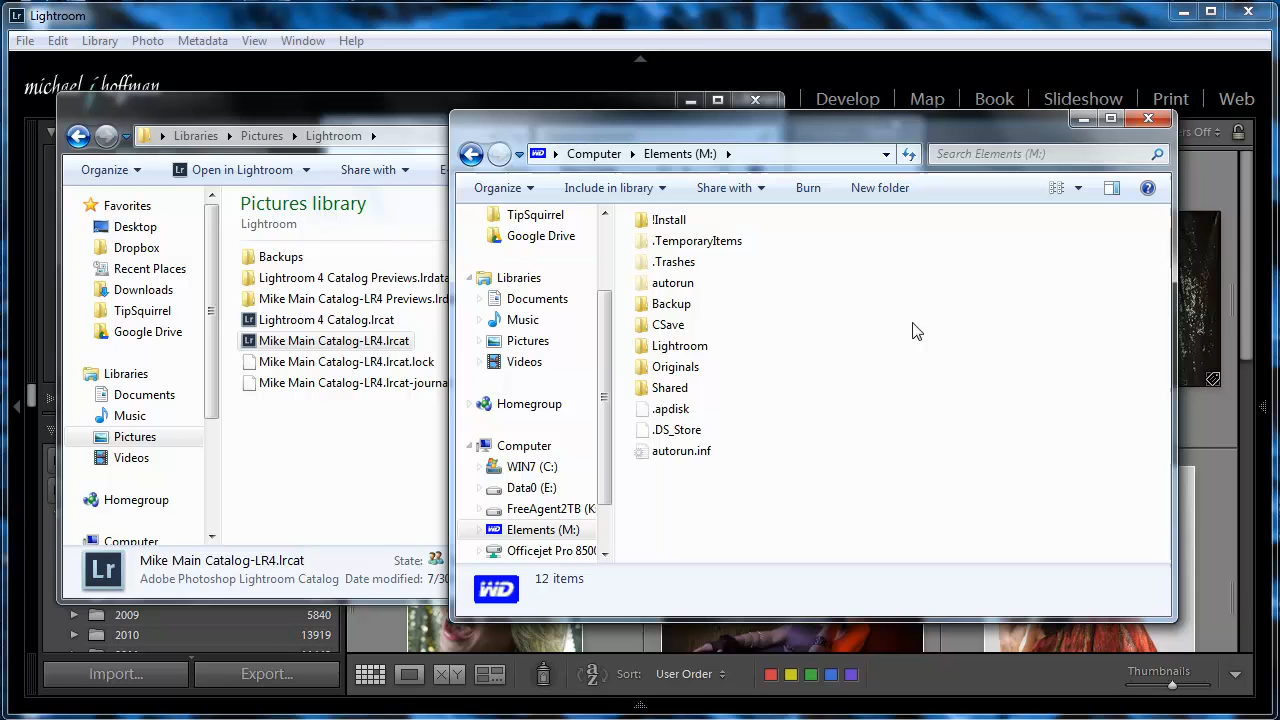 Lightroom
File Edit Library Photo Metadata View Window Help
michael j hoffman
Develop | Map | Book | Slideshow | Print | Web
Libraries Pictures Lightroom
Organize Open in Lightroom Share with E
Favorites
Desktop
Dropbox
Recent Places
Downloads
TipSquirrel
Google Drive
Libraries
Documents
Music
Pictures
Videos
Homegroup
Computer
Pictures library
Lightroom
Backups
Lightroom 4 Catalog Previews.lrdata
Mike Main Catalog-LR4 Previews.lrd
Lightroom 4 Catalog.lrcat
Mike Main Catalog-LR4.lrcat
Mike Main Catalog-LR4.lrcat.lock
Mike Main Catalog-LR4.lrcat-journa
Lr
Mike Main Catalog-LR4.lrcat State:
Adobe Photoshop Lightroom Catalog Date modified: 7/30
Computer Elements (M:) Search Elements (M:)
Organize Include in library Share with Burn New folder
TipSquirrel
Google Drive
Libraries
Documents
Music
Pictures
Videos
Homegroup
Computer
WIN7 (C:)
Data0 (E:)
FreeAgent2TB (K:
Elements (M:)
Officejet Pro 8500
!Install
.TemporaryItems
.Trashes
autorun
Backup
CSave
Lightroom
Originals
Shared
.apdisk
.DS_Store
autorun.inf
WD 12 items
ers Off
2009 5840
2010 13919
Import... Export...
XY
Sort: User Order
Thumbnails